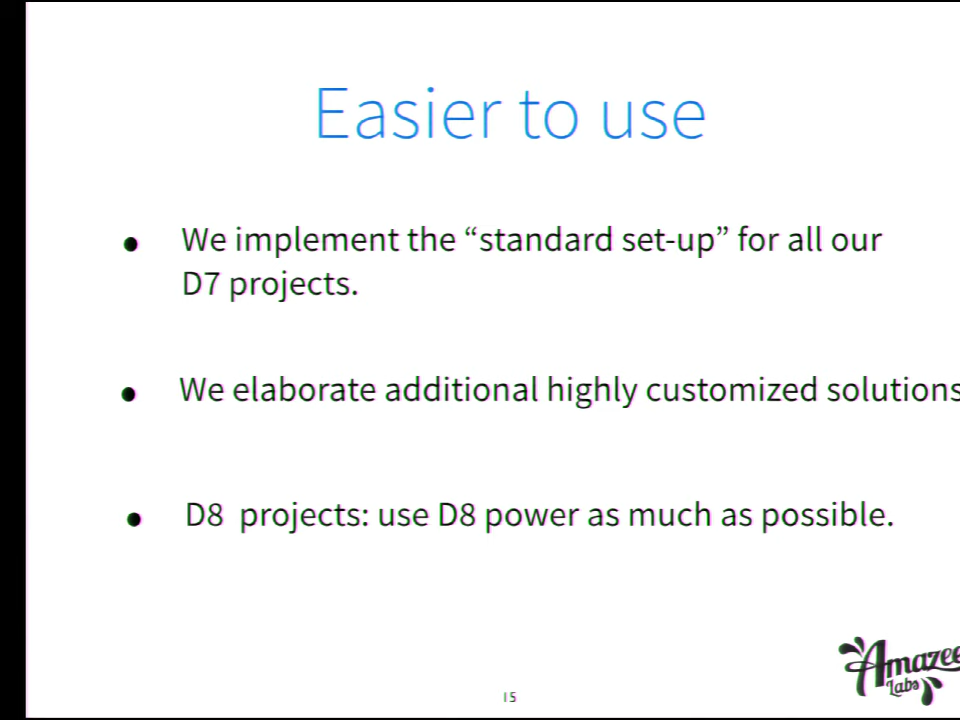 Easier to use
• We implement the “standard set-up” for all our
D7 projects.
• We elaborate additional highly customized solutions
• D8 projects: use D8 power as much as possible.
Amazee
Labs
15